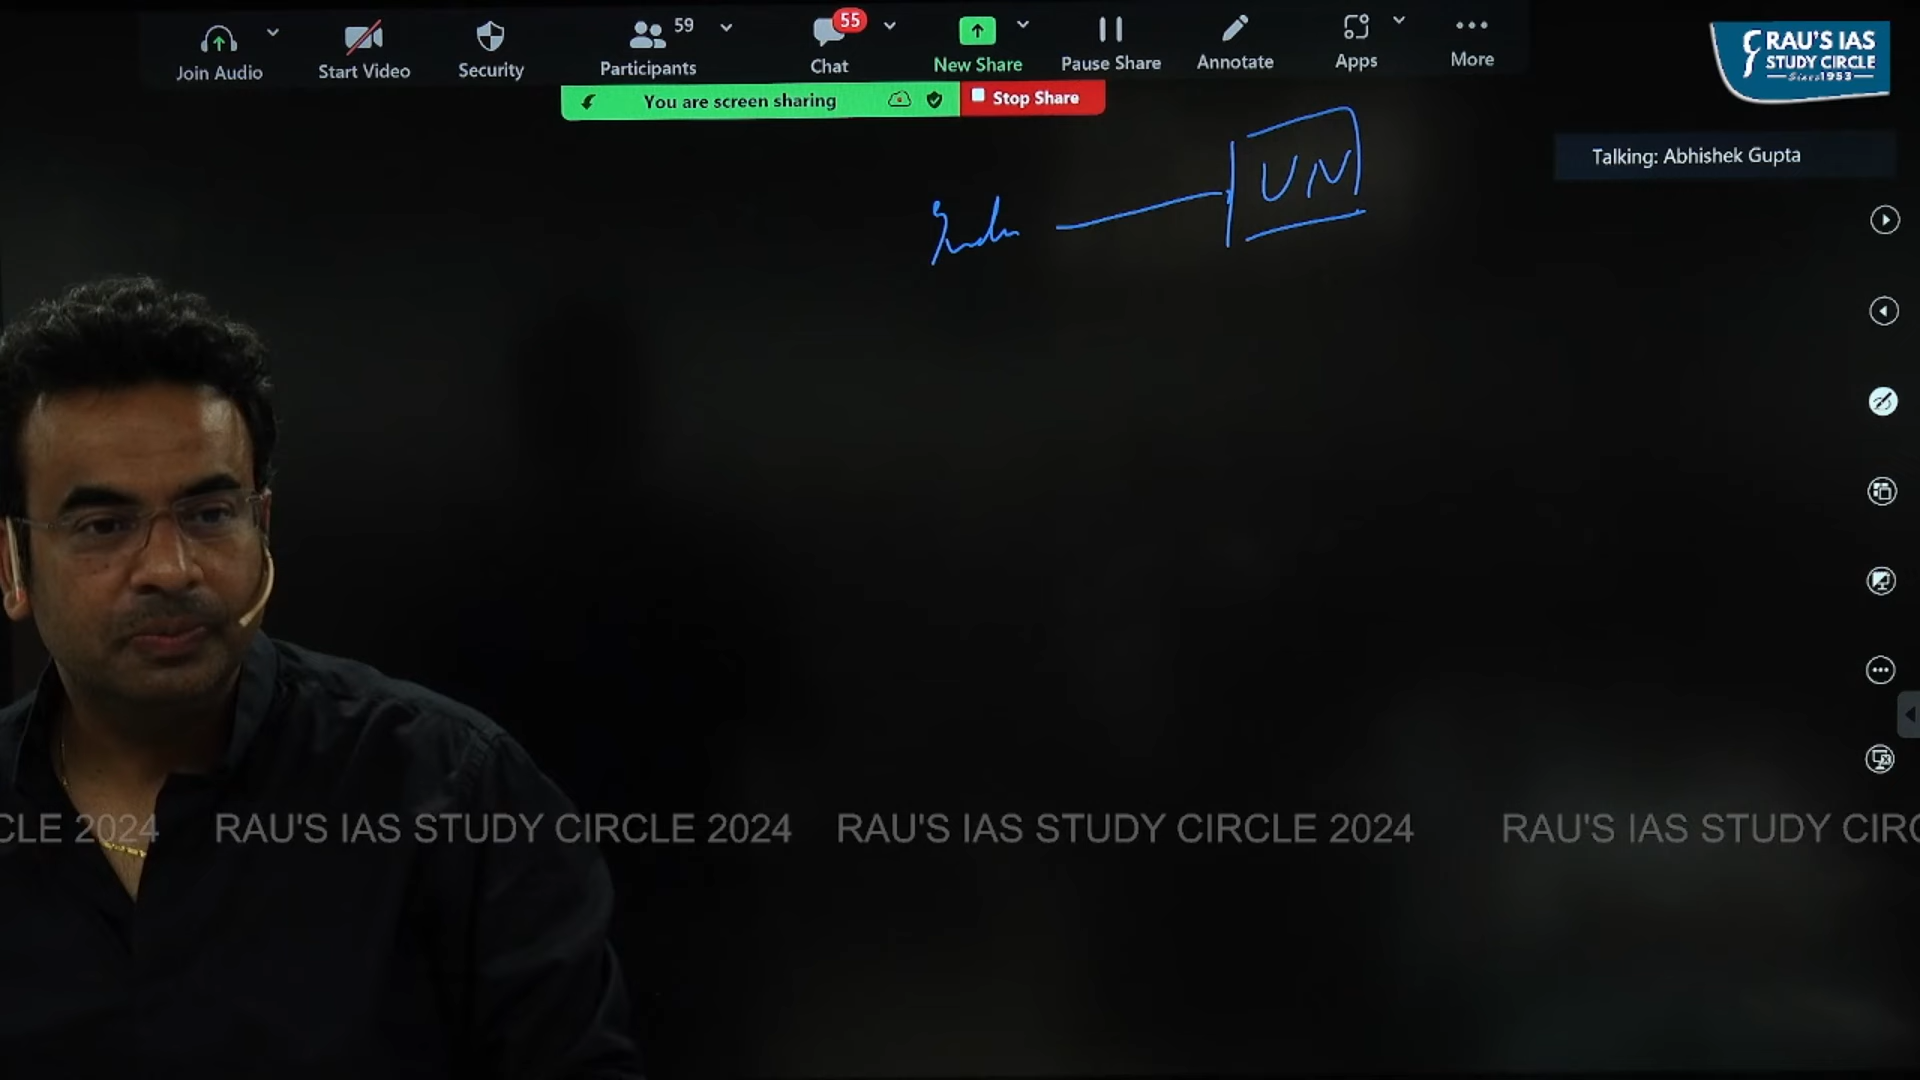 Join Audio
Start Video
Security
Participants 59
Chat 55
New Share
Pause Share
Annotate
Apps
More
RAU'S IAS
STUDY CIRCLE
Since 1953
You are screen sharing
Stop Share
Talking: Abhishek Gupta
UN
CLE 2024 RAU'S IAS STUDY CIRCLE 2024 RAU'S IAS STUDY CIRCLE 2024 RAU'S IAS STUDY CIRC